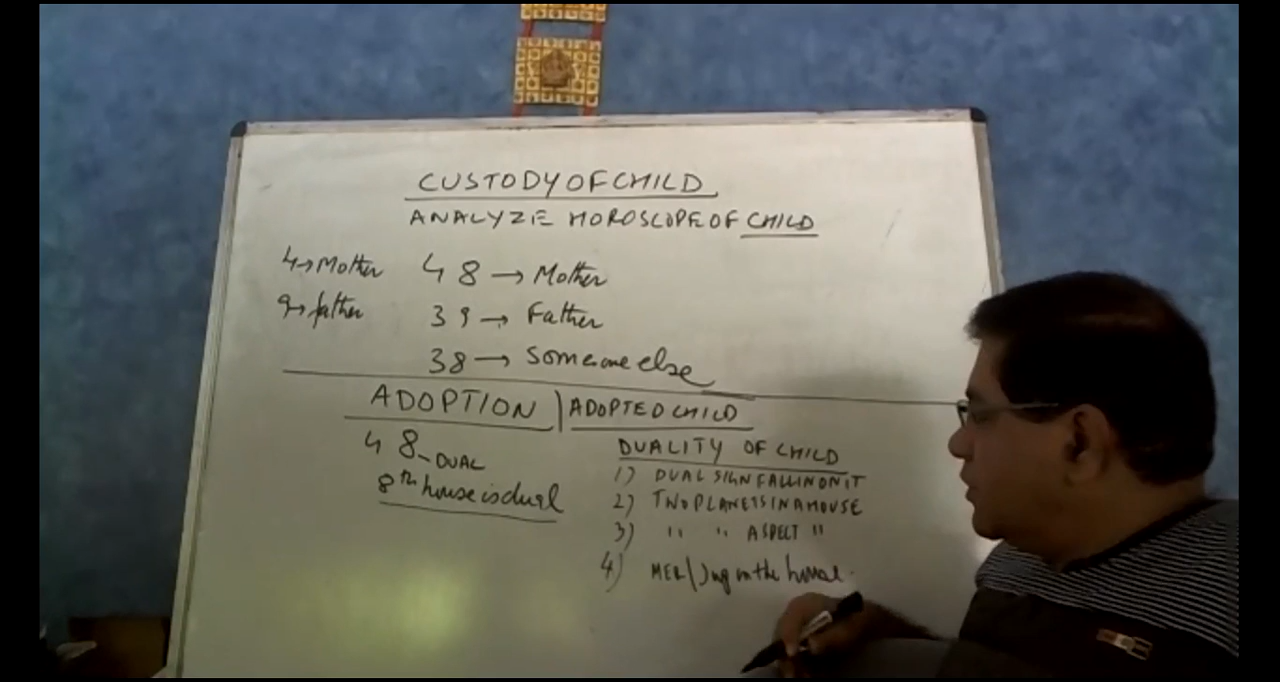 CUSTODY OF CHILD
ANALYZE HOROSCOPE OF CHILD
4→Mother 4 8 → Mother
9→father 3 9 → Father
3 8 → Someone else
ADOPTION | ADOPTED CHILD
4 8 - DUAL
8th house is dual
DUALITY OF CHILD
1) DUAL SIGN FALLING ON IT
2) TWO PLANETS IN A HOUSE
3) " " ASPECT "
4) MER/Jup in the house.